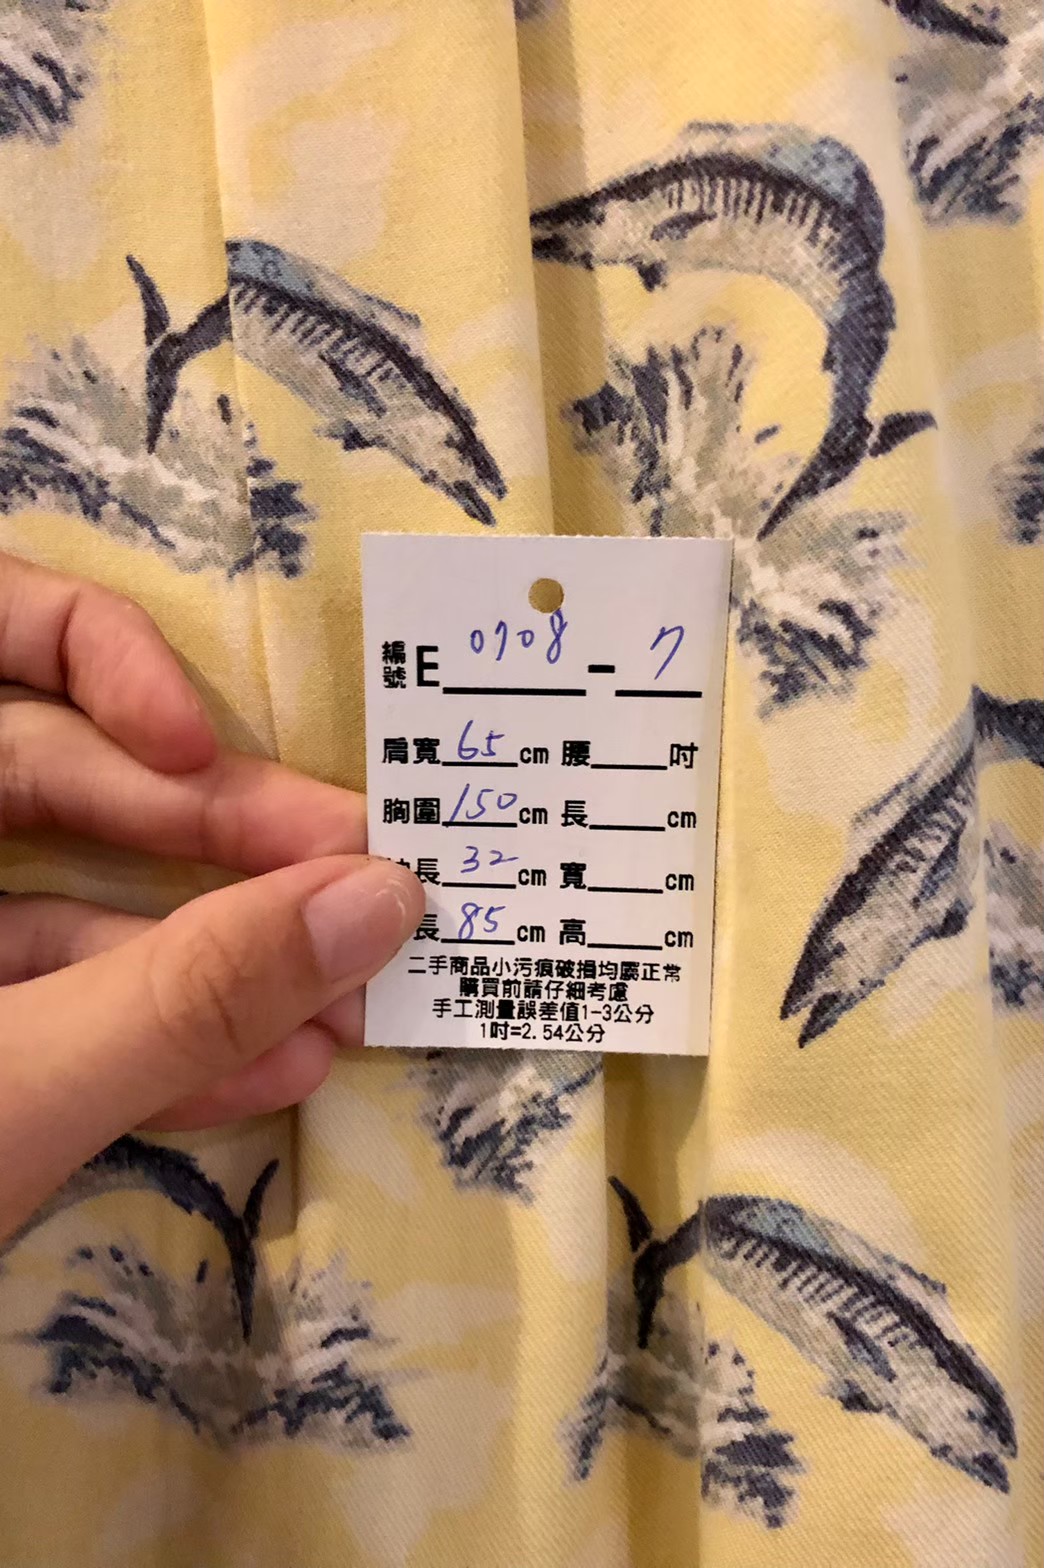 編號 E 0708 - 7
肩寬 65 cm 腰 吋
胸圍 150 cm 長 cm
長 32 cm 寬 cm
長 85 cm 高 cm
二手商品小污痕破損均屬正常
購買前請仔細考慮
手工測量誤差值1-3公分
1吋=2.54公分